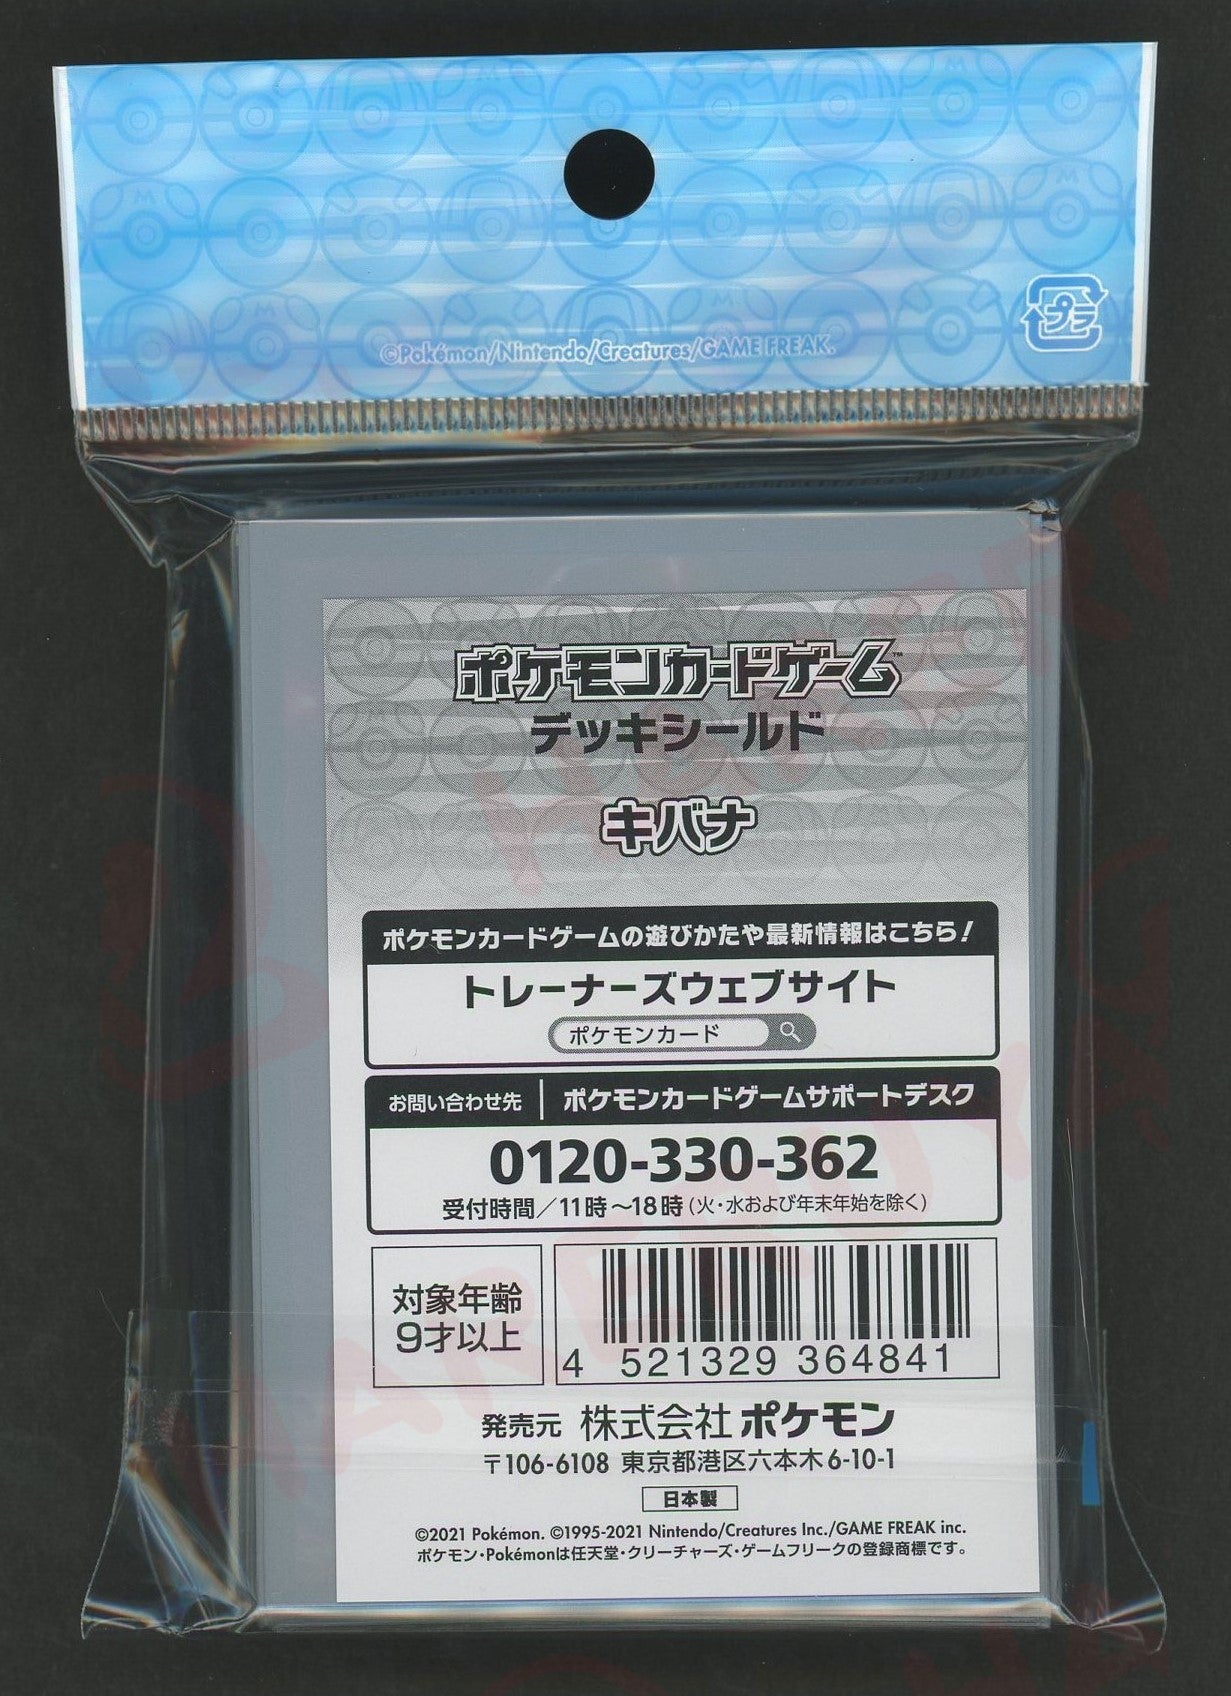 ©Pokémon/Nintendo/Creatures/GAME FREAK.
プラ
ポケモンカードゲーム™
デッキシールド
キバナ
ポケモンカードゲームの遊びかたや最新情報はこちら！
トレーナーズウェブサイト
ポケモンカード
お問い合わせ先 ポケモンカードゲームサポートデスク
0120-330-362
受付時間／11時～18時（火・水および年末年始を除く）
対象年齢
9才以上
4 521329 364841
発売元 株式会社ポケモン
〒106-6108 東京都港区六本木6-10-1
日本製
©2021 Pokémon. ©1995-2021 Nintendo/Creatures Inc./GAME FREAK inc.
ポケモン・Pokémonは任天堂・クリーチャーズ・ゲームフリークの登録商標です。